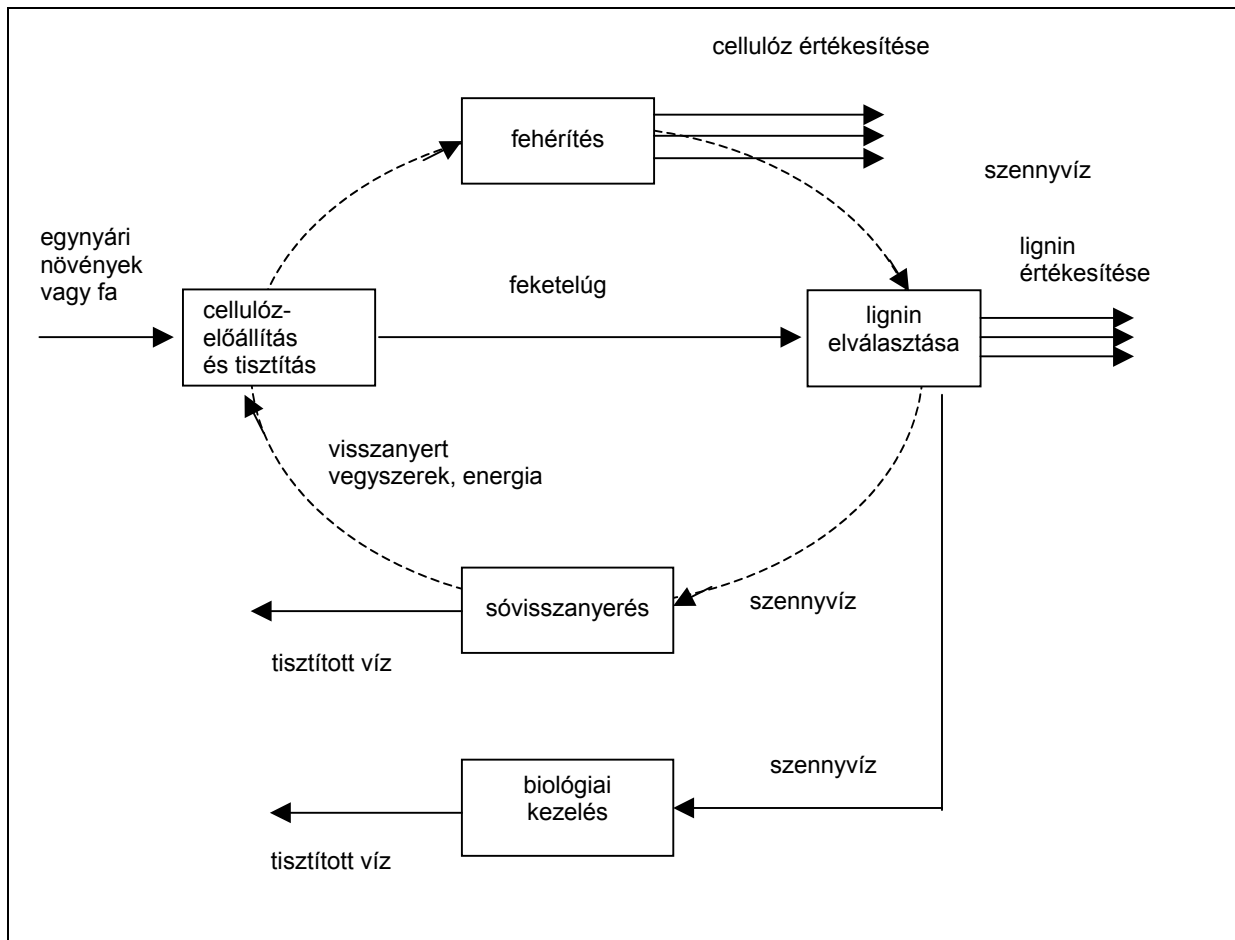 cellulóz értékesítése
fehérítés
szennyvíz
egynyári
növények
vagy fa
lignin
értékesítése
feketelúg
cellulóz-
előállítás
és tisztítás
lignin
elválasztása
visszanyert
vegyszerek, energia
sóvisszanyerés
szennyvíz
tisztított víz
szennyvíz
biológiai
kezelés
tisztított víz